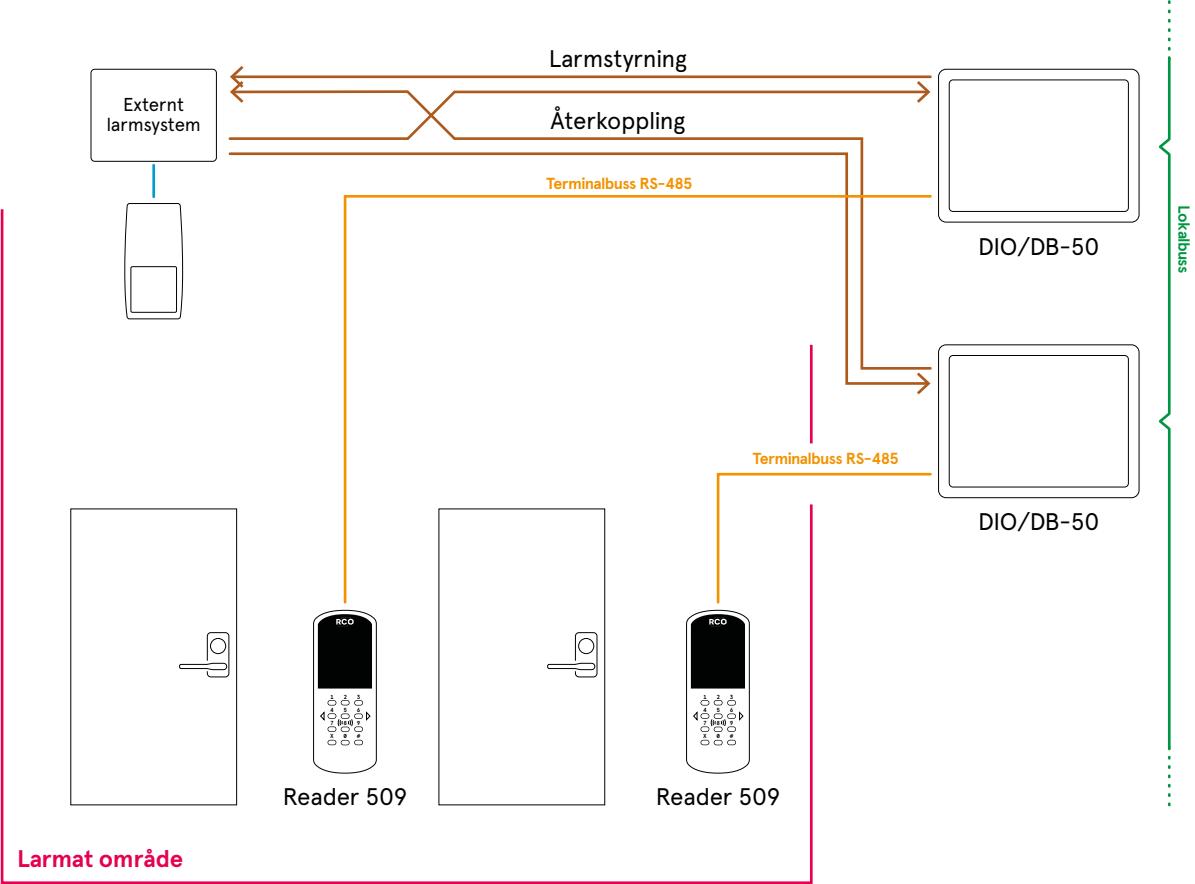 Larmstyrning
Externt
larmsystem
Återkoppling
Terminalbuss RS-485
Lokalbuss
DIO/DB-50
Terminalbuss RS-485
DIO/DB-50
RCO
1 2 3
4 5 6
7 8 9
X 0 #
RCO
1 2 3
4 5 6
7 8 9
X 0 #
Reader 509
Reader 509
Larmat område